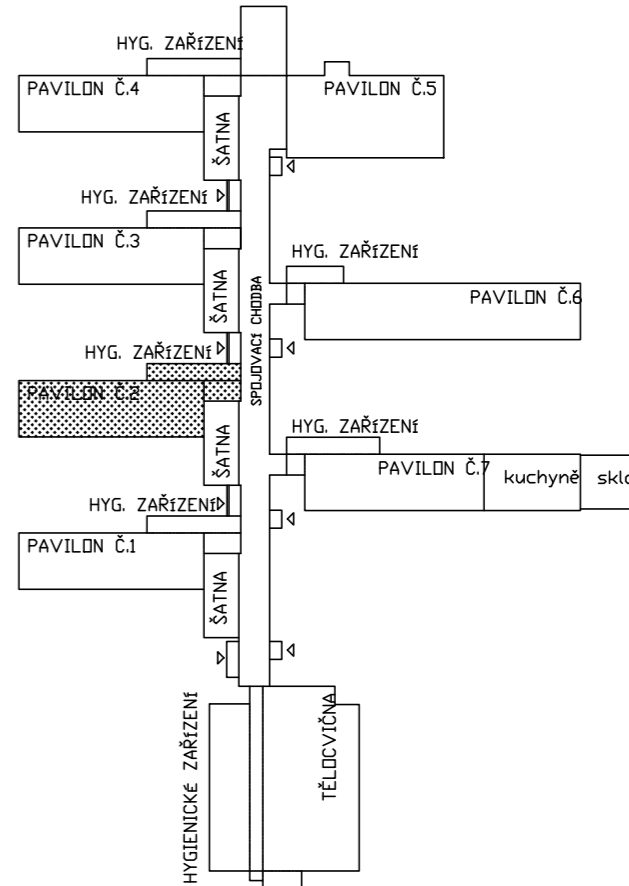 HYG. ZAŘÍZENÍ
PAVILON Č.4
PAVILON Č.5
ŠATNA
HYG. ZAŘÍZENÍ
PAVILON Č.3
HYG. ZAŘÍZENÍ
ŠATNA
SPOJOVACÍ CHODBA
PAVILON Č.6
HYG. ZAŘÍZENÍ
PAVILON Č.2
HYG. ZAŘÍZENÍ
ŠATNA
PAVILON Č.7
kuchyně
HYG. ZAŘÍZENÍ
PAVILON Č.1
ŠATNA
HYGIENICKÉ ZAŘÍZENÍ
TĚLOCVIČNA